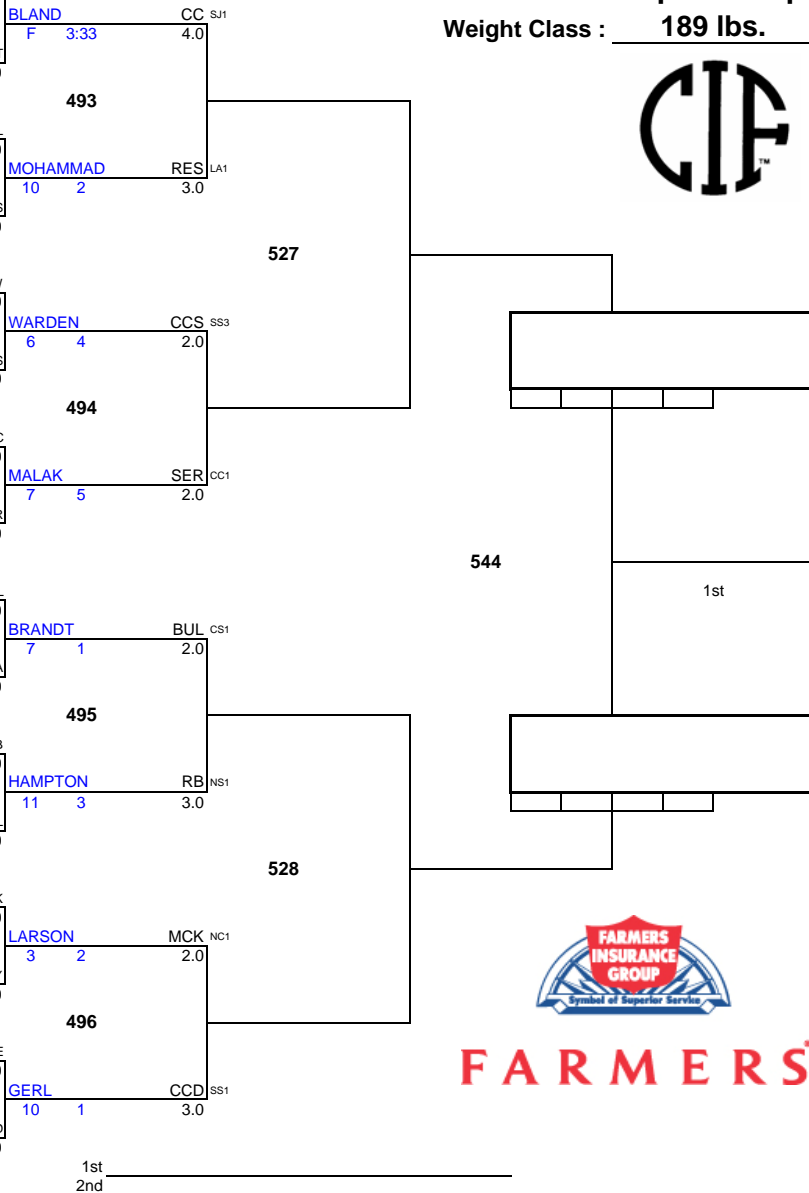 Weight Class : 189 lbs.
CIF
TM
BLAND CC SJ1
F 3:33 4.0
493
MOHAMMAD RES LA1
10 2 3.0
527
WARDEN CCS SS3
6 4 2.0
494
MALAK SER CC1
7 5 2.0
544
1st
BRANDT BUL CS1
7 1 2.0
495
HAMPTON RB NS1
11 3 3.0
528
LARSON MCK NC1
3 2 2.0
496
GERL CCD SS1
10 1 3.0
FARMERS
INSURANCE
GROUP
Symbol of Superior Service
FARMERS
1st
2nd